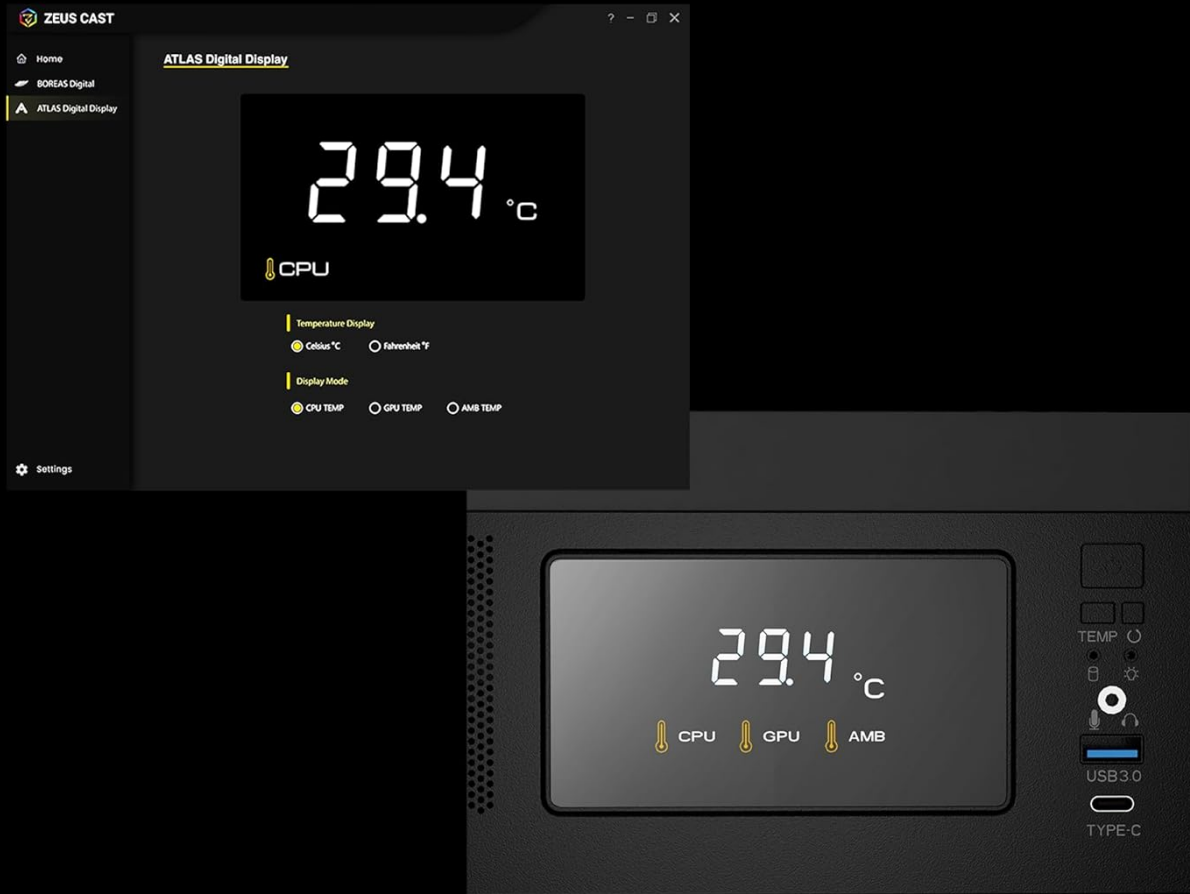 ZEUS CAST
?
Home
BOREAS Digital
ATLAS Digital Display
Settings
ATLAS Digital Display
29.4 °C
CPU
Temperature Display
Celsius °C Fahrenheit °F
Display Mode
CPU TEMP GPU TEMP AMB TEMP
29.4 °C
CPU GPU AMB
TEMP
USB3.0
TYPE-C